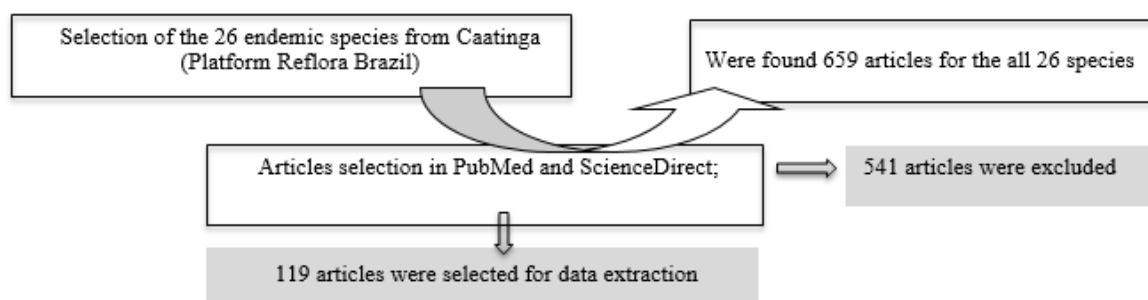 Selection of the 26 endemic species from Caatinga
(Platform Reflora Brazil)
Were found 659 articles for the all 26 species
Articles selection in PubMed and ScienceDirect;
541 articles were excluded
119 articles were selected for data extraction